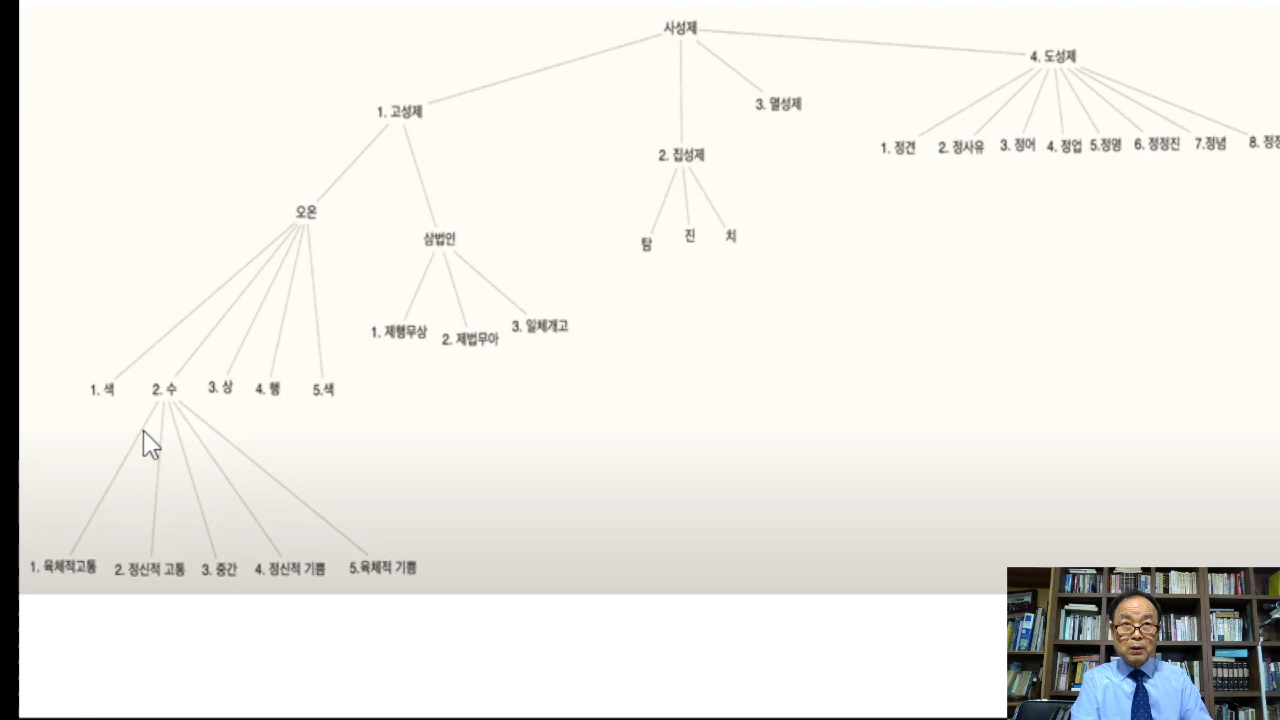 사성제
4. 도성제
1. 고성제
3. 멸성제
2. 집성제
1. 정견
2. 정사유
3. 정어
4. 정업
5.정명
6. 정정진
7.정념
8. 정정
오온
삼법인
탐
진
치
1. 제행무상
2. 제법무아
3. 일체개고
1. 색
2. 수
3. 상
4. 행
5.색
1. 육체적고통
2. 정신적 고통
3. 중간
4. 정신적 기쁨
5.육체적 기쁨